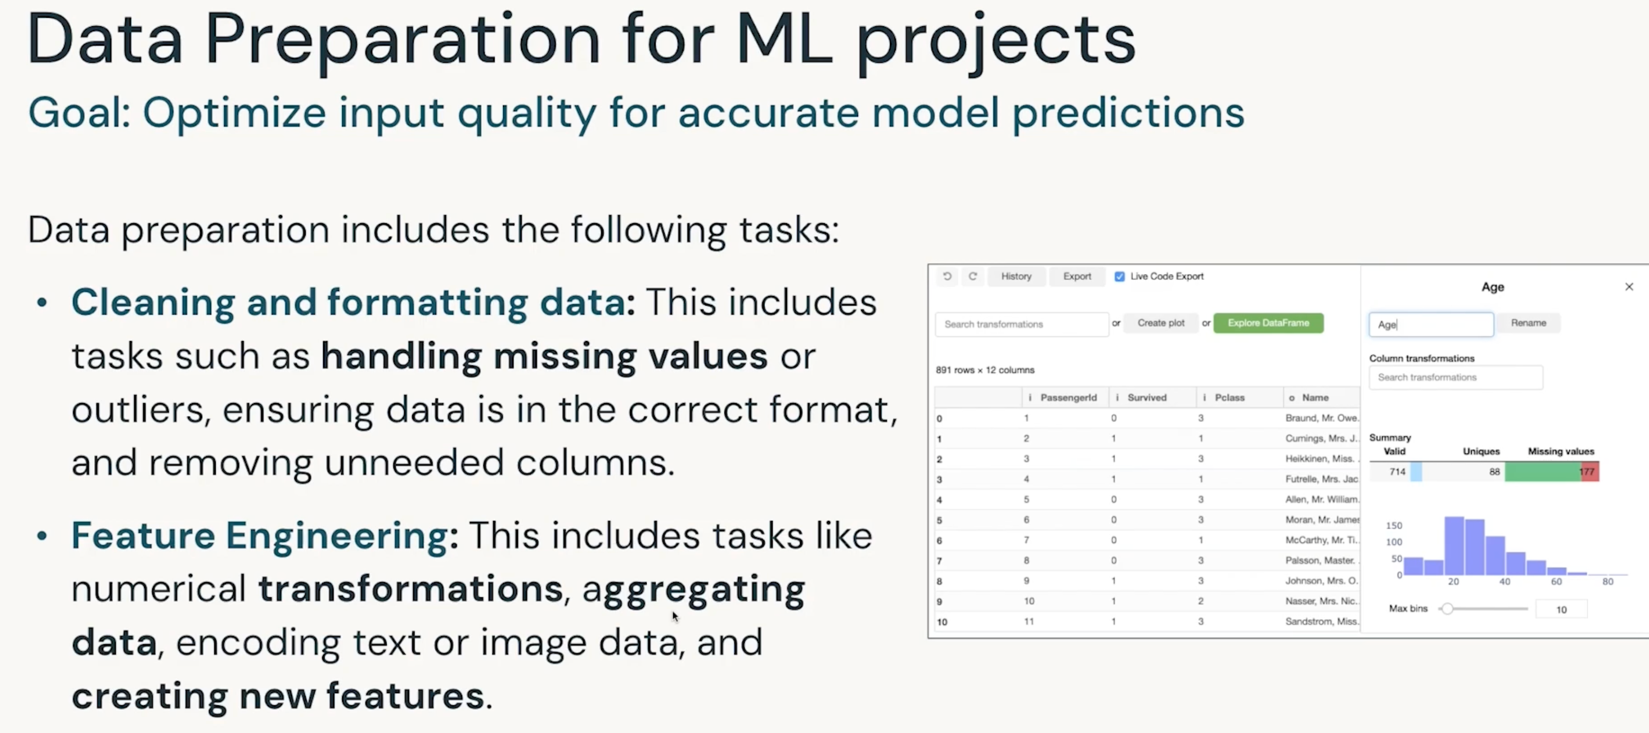 Data Preparation for ML projects
Goal: Optimize input quality for accurate model predictions
Data preparation includes the following tasks:
• Cleaning and formatting data: This includes
tasks such as handling missing values or
outliers, ensuring data is in the correct format,
and removing unneeded columns.
• Feature Engineering: This includes tasks like
numerical transformations, aggregating
data, encoding text or image data, and
creating new features.
History Export Live Code Export
Search transformations or Create plot or Explore DataFrame
891 rows × 12 columns
i PassengerId i Survived i Pclass o Name
0 1 0 3 Braund, Mr. Owe.
1 2 1 1 Cumings, Mrs. J..
2 3 1 3 Heikkinen, Miss. .
3 4 1 1 Futrelle, Mrs. Jac
4 5 0 3 Allen, Mr. William.
5 6 0 3 Moran, Mr. James
6 7 0 1 McCarthy, Mr. Ti..
7 8 0 3 Palsson, Master. .
8 9 1 3 Johnson, Mrs. O.
9 10 1 2 Nasser, Mrs. Nic.
10 11 1 3 Sandstrom, Miss.
Age
Age Rename
Column transformations
Search transformations
Summary
Valid Uniques Missing values
714 88 177
150
100
50
0
20 40 60 80
Max bins 10